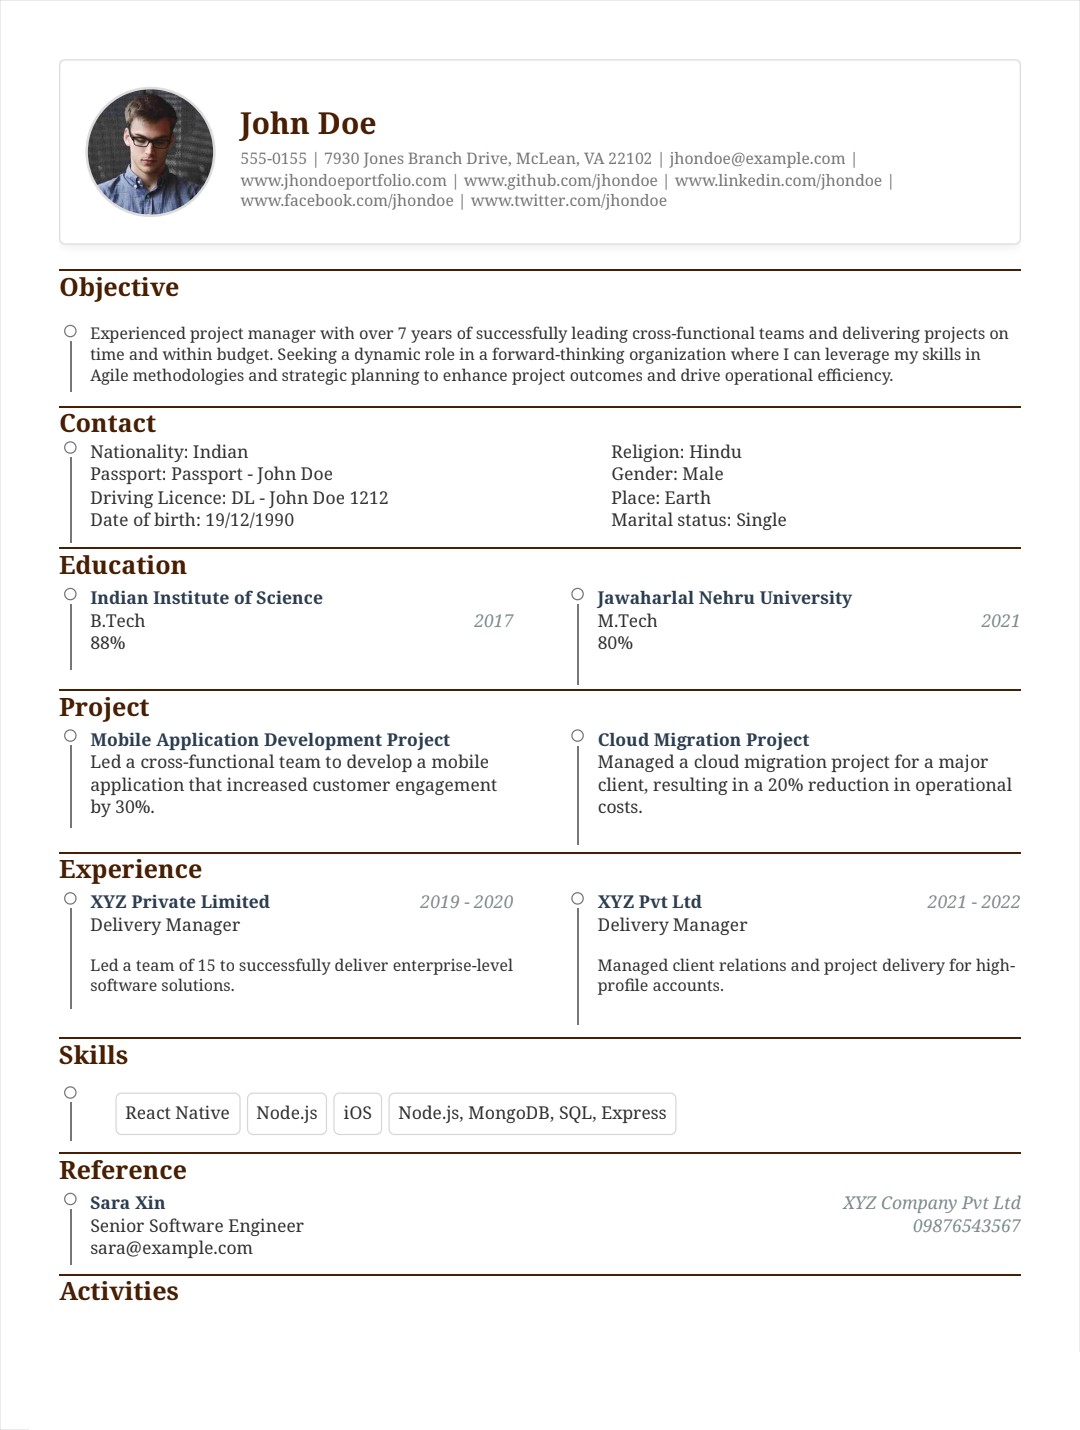 John Doe
555-0155 | 7930 Jones Branch Drive, McLean, VA 22102 | jhondoe@example.com |
www.jhondoeportfolio.com | www.github.com/jhondoe | www.linkedin.com/jhondoe |
www.facebook.com/jhondoe | www.twitter.com/jhondoe
Objective
Experienced project manager with over 7 years of successfully leading cross-functional teams and delivering projects on
time and within budget. Seeking a dynamic role in a forward-thinking organization where I can leverage my skills in
Agile methodologies and strategic planning to enhance project outcomes and drive operational efficiency.
Contact
Nationality: Indian
Passport: Passport - John Doe
Driving Licence: DL - John Doe 1212
Date of birth: 19/12/1990
Religion: Hindu
Gender: Male
Place: Earth
Marital status: Single
Education
Indian Institute of Science
B.Tech 2017
88%
Jawaharlal Nehru University
M.Tech 2021
80%
Project
Mobile Application Development Project
Led a cross-functional team to develop a mobile
application that increased customer engagement
by 30%.
Cloud Migration Project
Managed a cloud migration project for a major
client, resulting in a 20% reduction in operational
costs.
Experience
XYZ Private Limited 2019 - 2020
Delivery Manager
Led a team of 15 to successfully deliver enterprise-level
software solutions.
XYZ Pvt Ltd 2021 - 2022
Delivery Manager
Managed client relations and project delivery for high-
profile accounts.
Skills
React Native Node.js iOS Node.js, MongoDB, SQL, Express
Reference
Sara Xin XYZ Company Pvt Ltd
Senior Software Engineer 09876543567
sara@example.com
Activities